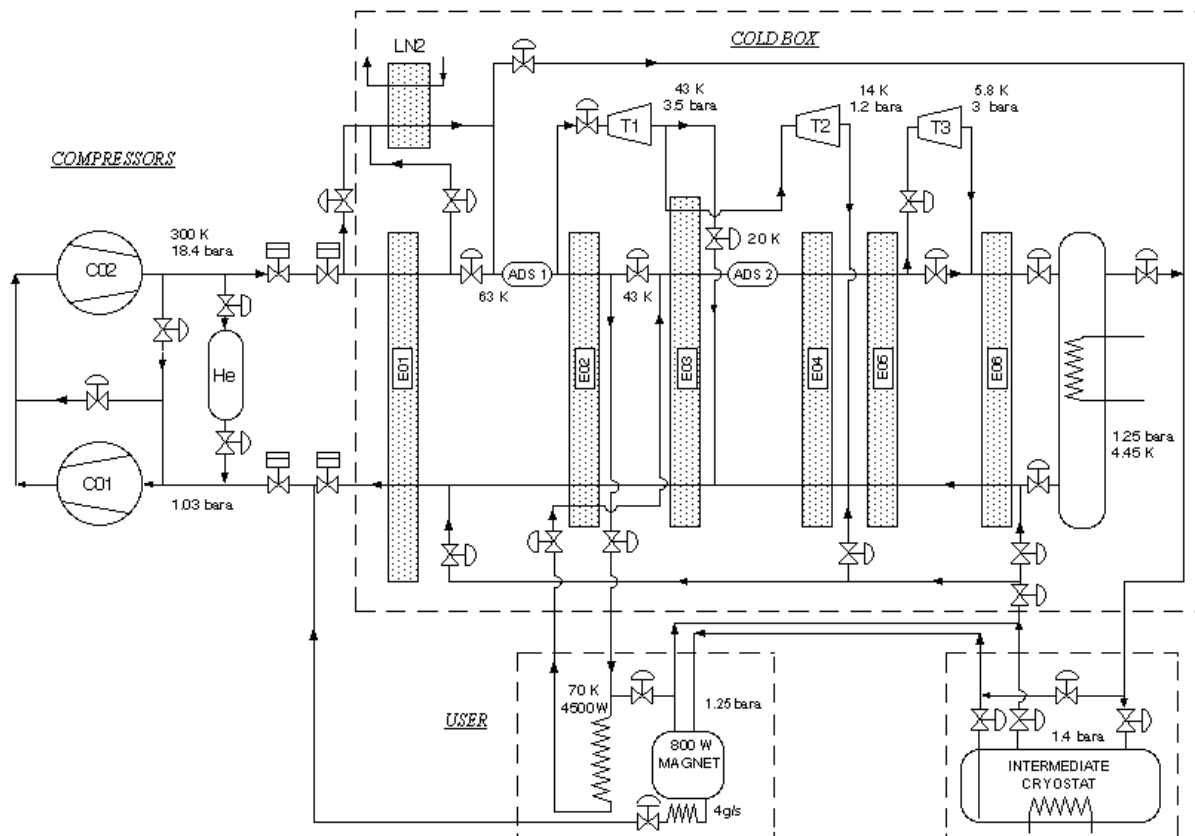 COLD BOX
LN2
43 K
3.5 bara
14 K
1.2 bara
5.8 K
3 bara
T1
T2
T3
COMPRESSORS
300 K
18.4 bara
C02
20 K
ADS 1
ADS 2
63 K
43 K
He
E01
E02
E03
E04
E05
E06
1.25 bara
4.45 K
C01
1.03 bara
70 K
4500W
1.25 bara
USER
1.4 bara
800 W
MAGNET
INTERMEDIATE
CRYOSTAT
4g/s